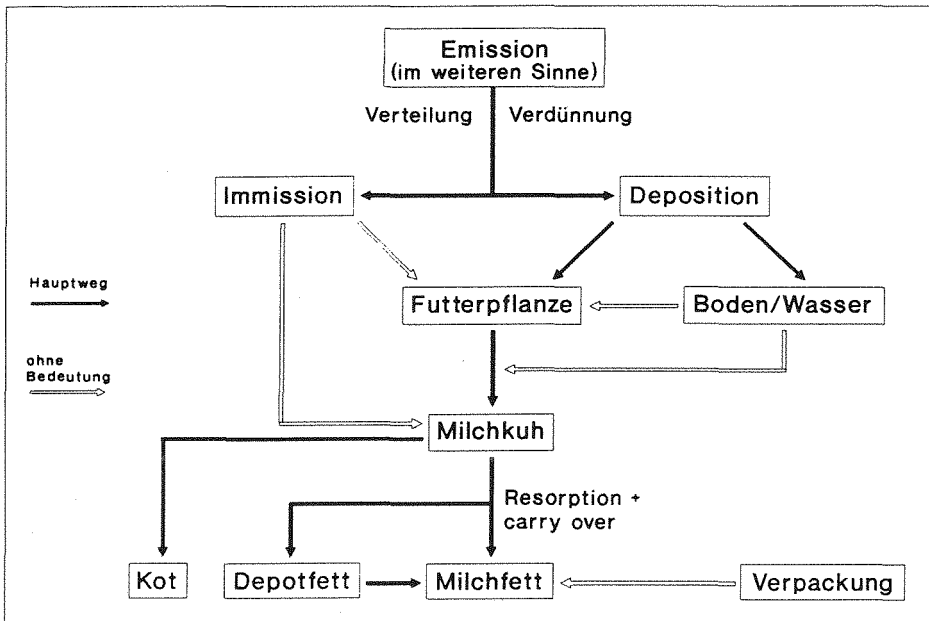 Emission
(im weiteren Sinne)
Verteilung Verdünnung
Immission
Deposition
Hauptweg
Futterpflanze
Boden/Wasser
ohne
Bedeutung
Milchkuh
Resorption +
carry over
Kot
Depotfett
Milchfett
Verpackung